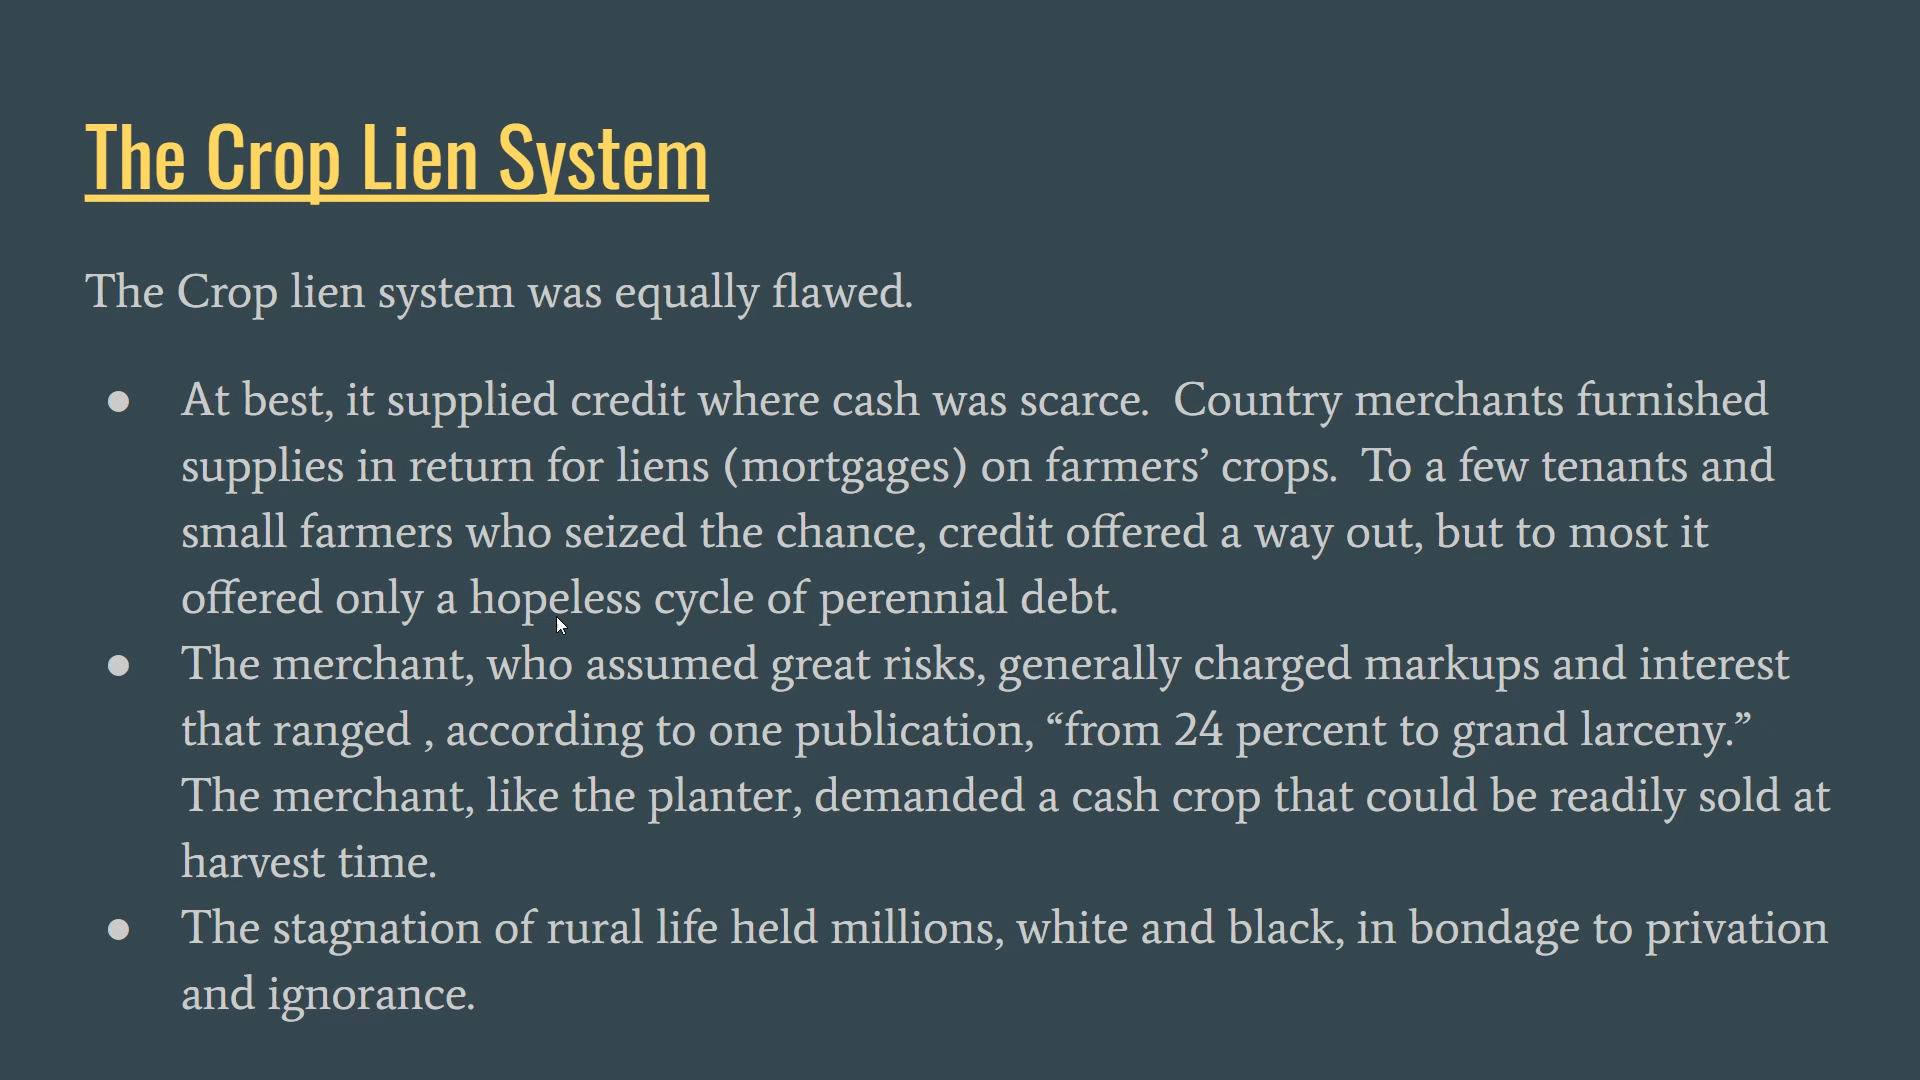 The Crop Lien System
The Crop lien system was equally flawed.
● At best, it supplied credit where cash was scarce.  Country merchants furnished
supplies in return for liens (mortgages) on farmers’ crops.  To a few tenants and
small farmers who seized the chance, credit offered a way out, but to most it
offered only a hopeless cycle of perennial debt.
● The merchant, who assumed great risks, generally charged markups and interest
that ranged , according to one publication, “from 24 percent to grand larceny.”
The merchant, like the planter, demanded a cash crop that could be readily sold at
harvest time.
● The stagnation of rural life held millions, white and black, in bondage to privation
and ignorance.